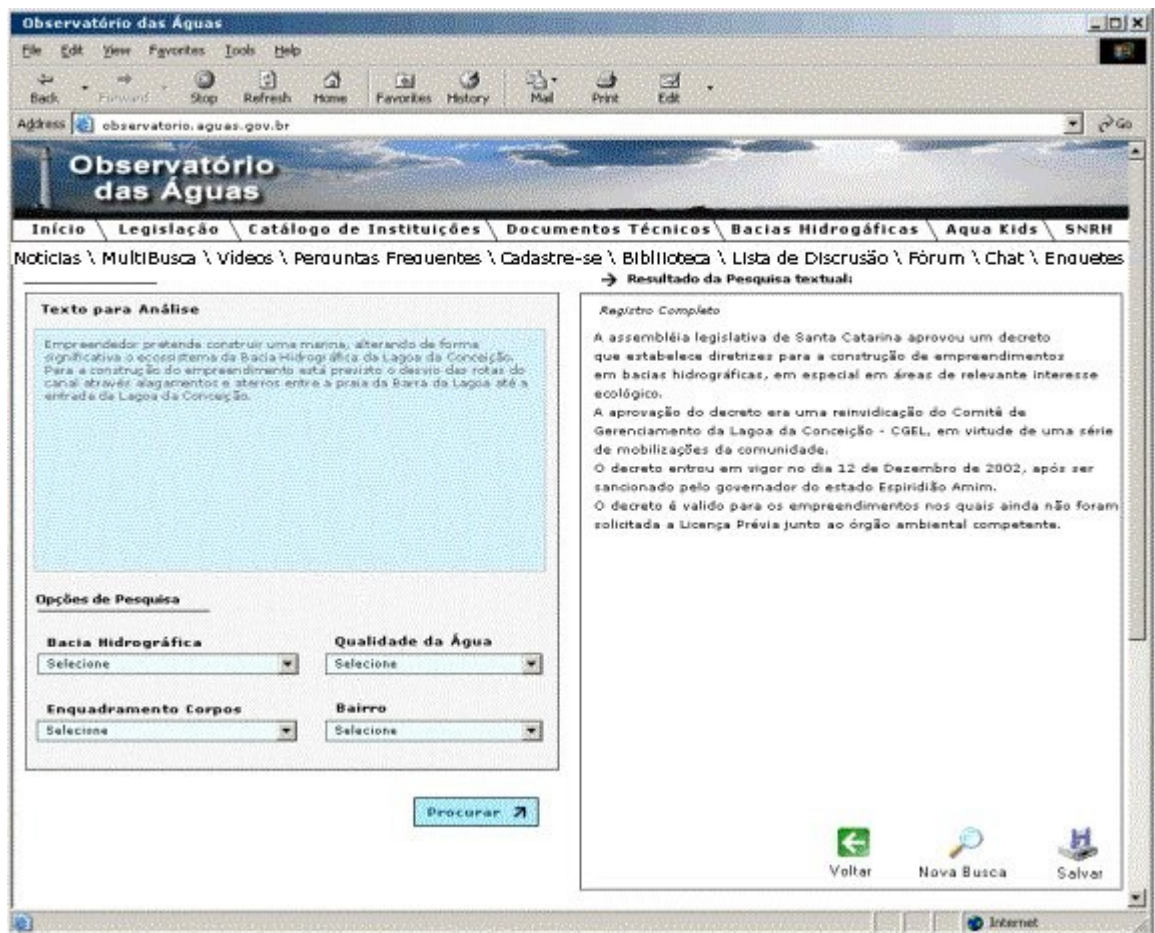 Observatório das Águas
File Edit View Favorites Tools Help
Back Forward Stop Refresh Home Favorites History Mail Print Edit
Address observatorio.aguas.gov.br Go
Observatório
das Águas
Início \ Legislação \ Catálogo de Instituições \ Documentos Técnicos \ Bacias Hidrogáficas \ Aqua Kids \ SNRH
Noticias \ MultiBusca \ Videos \ Perguntas Frequentes \ Cadastre-se \ Bibliioteca \ Lista de Discrusão \ Fórum \ Chat \ Enquetes
→ Resultado da Pesquisa textual:
Texto para Análise
Empreendedor pretende construir uma marina, alterando de forma
significativa o ecossistema da Bacia Hidrográfica da Lagoa da Conceição.
Para a construção do empreendimento está previsto o desvio das rotas do
canal através alagamentos e aterros entre a praia da Barra da Lagoa até a
entrada da Lagoa da Conceição.
Opções de Pesquisa
Bacia Hidrográfica Qualidade da Água
Selecione Selecione
Enquadramento Corpos Bairro
Selecione Selecione
Procurar
Registro Completo
A assembléia legislativa de Santa Catarina aprovou um decreto
que estabelece diretrizes para a construção de empreendimentos
em bacias hidrográficas, em especial em áreas de relevante interesse
ecológico.
A aprovação do decreto era uma reinvidicação do Comitê de
Gerenciamento da Lagoa da Conceição - CGEL, em virtude de uma série
de mobilizações da comunidade.
O decreto entrou em vigor no dia 12 de Dezembro de 2002, após ser
sancionado pelo governador do estado Espiridião Amim.
O decreto é valido para os empreendimentos nos quais ainda não foram
solicitada a Licença Prévia junto ao órgão ambiental competente.
Voltar Nova Busca Salvar
Internet